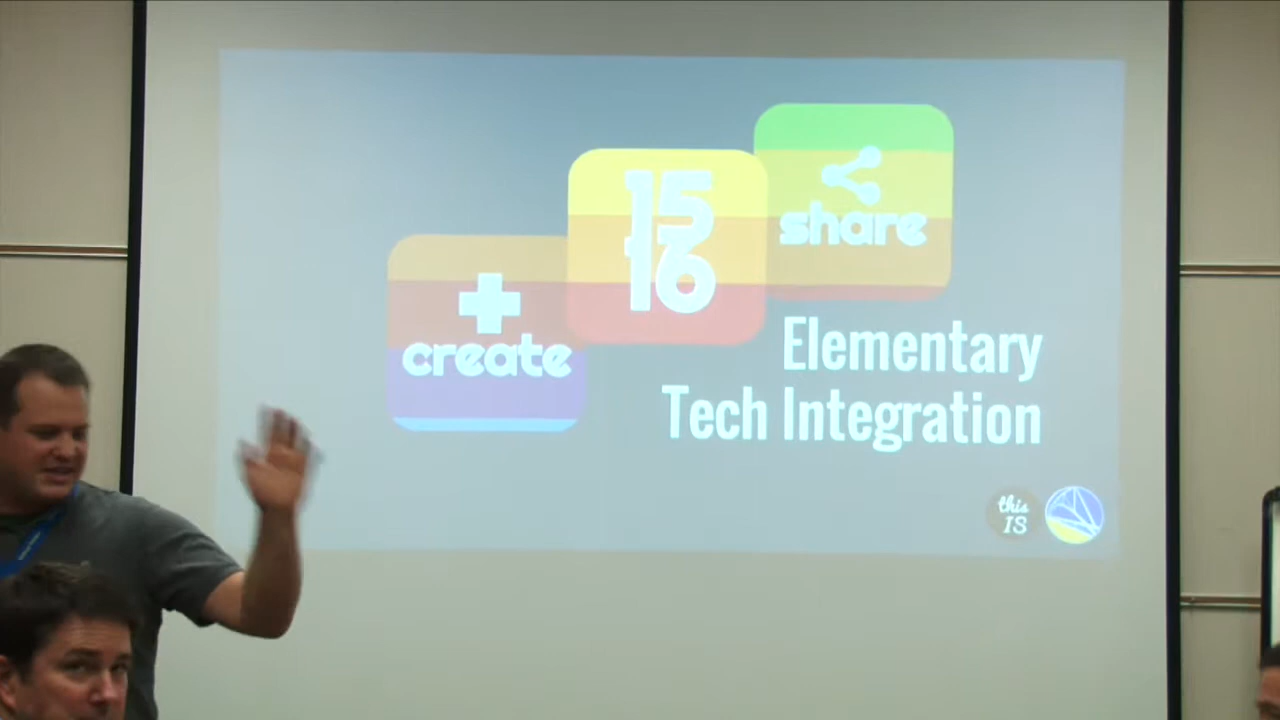 15
16
share
+
create
Elementary
Tech Integration
this
IS